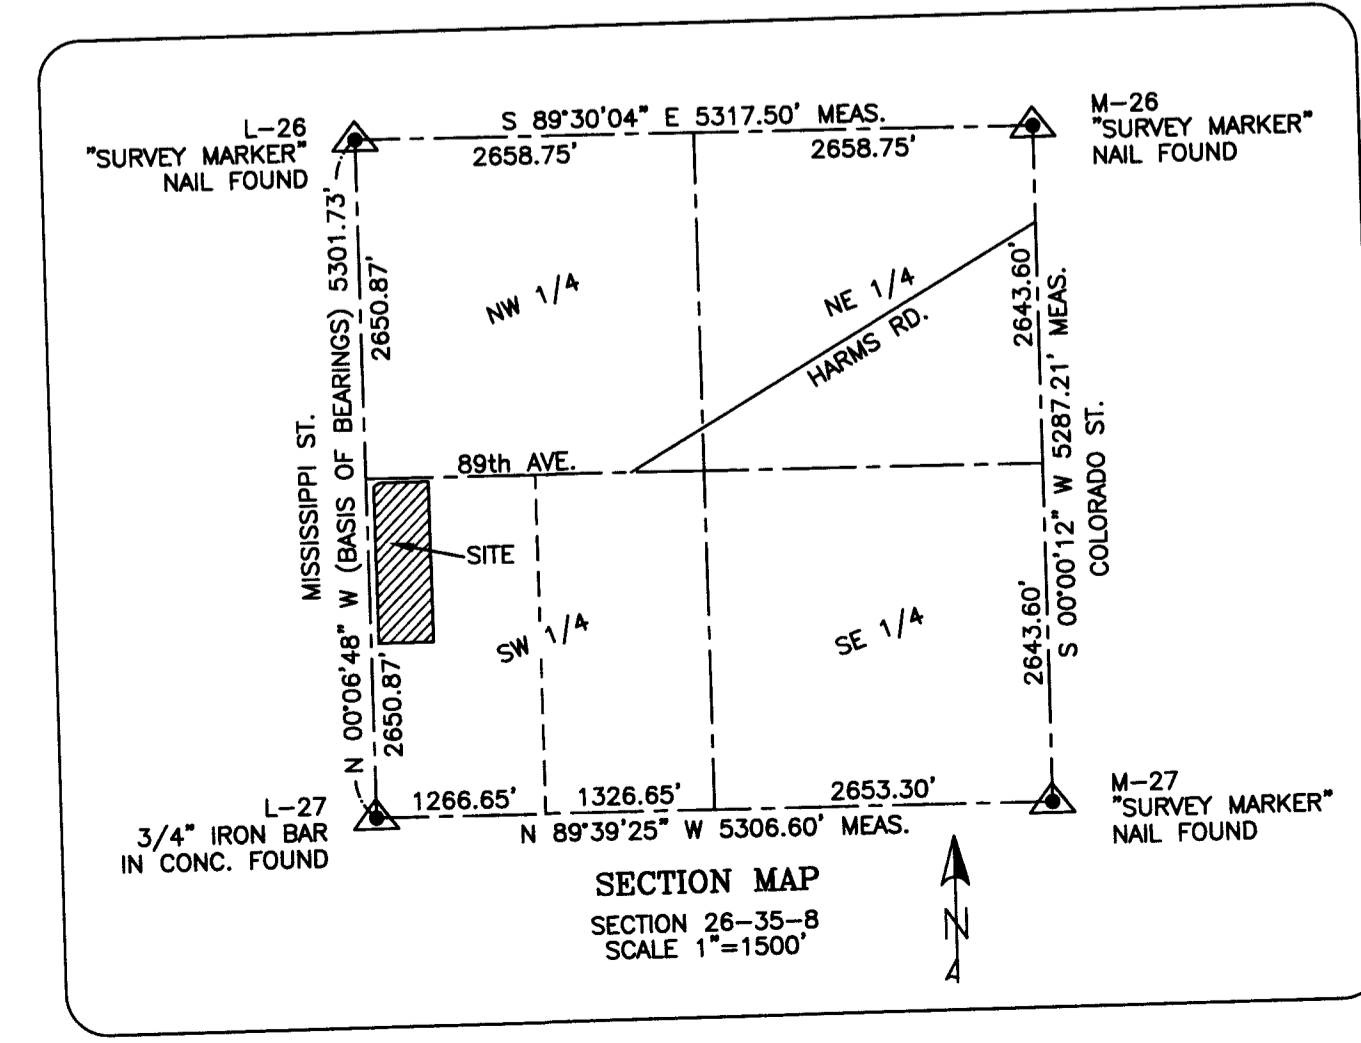 S 89°30'04" E 5317.50' MEAS.
2658.75'
2658.75'
L-26
"SURVEY MARKER"
NAIL FOUND
M-26
"SURVEY MARKER"
NAIL FOUND
N 00°06'48" W (BASIS OF BEARINGS) 5301.73'
2650.87'
2643.60'
NW 1/4
NE 1/4
HARMS RD.
MISSISSIPPI ST.
S 00°00'12" W 5287.21' MEAS.
COLORADO ST.
89th AVE.
SITE
SW 1/4
SE 1/4
2650.87'
2643.60'
L-27
3/4" IRON BAR
IN CONC. FOUND
1266.65'
1326.65'
2653.30'
N 89°39'25" W 5306.60' MEAS.
M-27
"SURVEY MARKER"
NAIL FOUND
SECTION MAP
SECTION 26-35-8
SCALE 1"=1500'
N